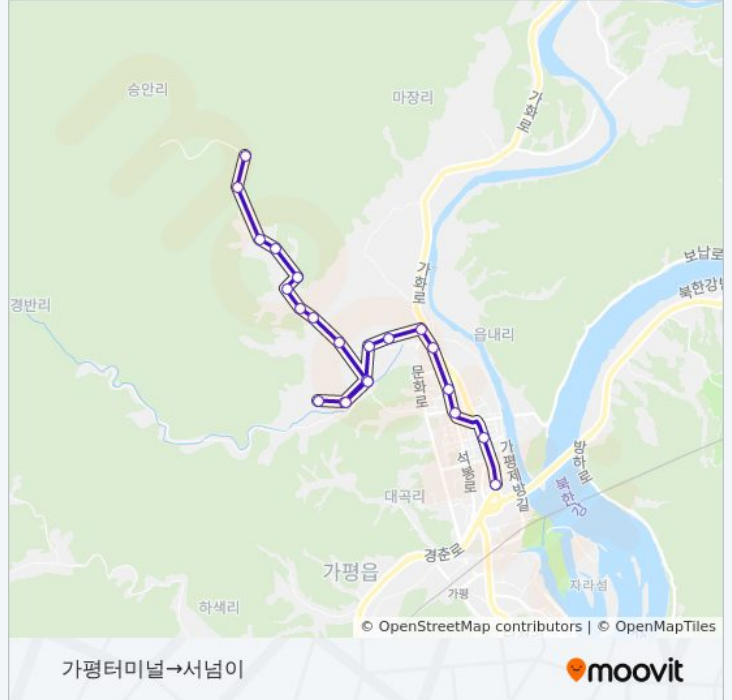 승안리
마장리
가화로
보납로
북한강변
경반리
가화로
읍내리
문화로
석봉로
가평제방길
방하로
북한강
대곡리
경춘로
가평읍
자라섬
가평
하색리
© OpenStreetMap contributors | © OpenMapTiles
가평터미널→서넘이
moovit